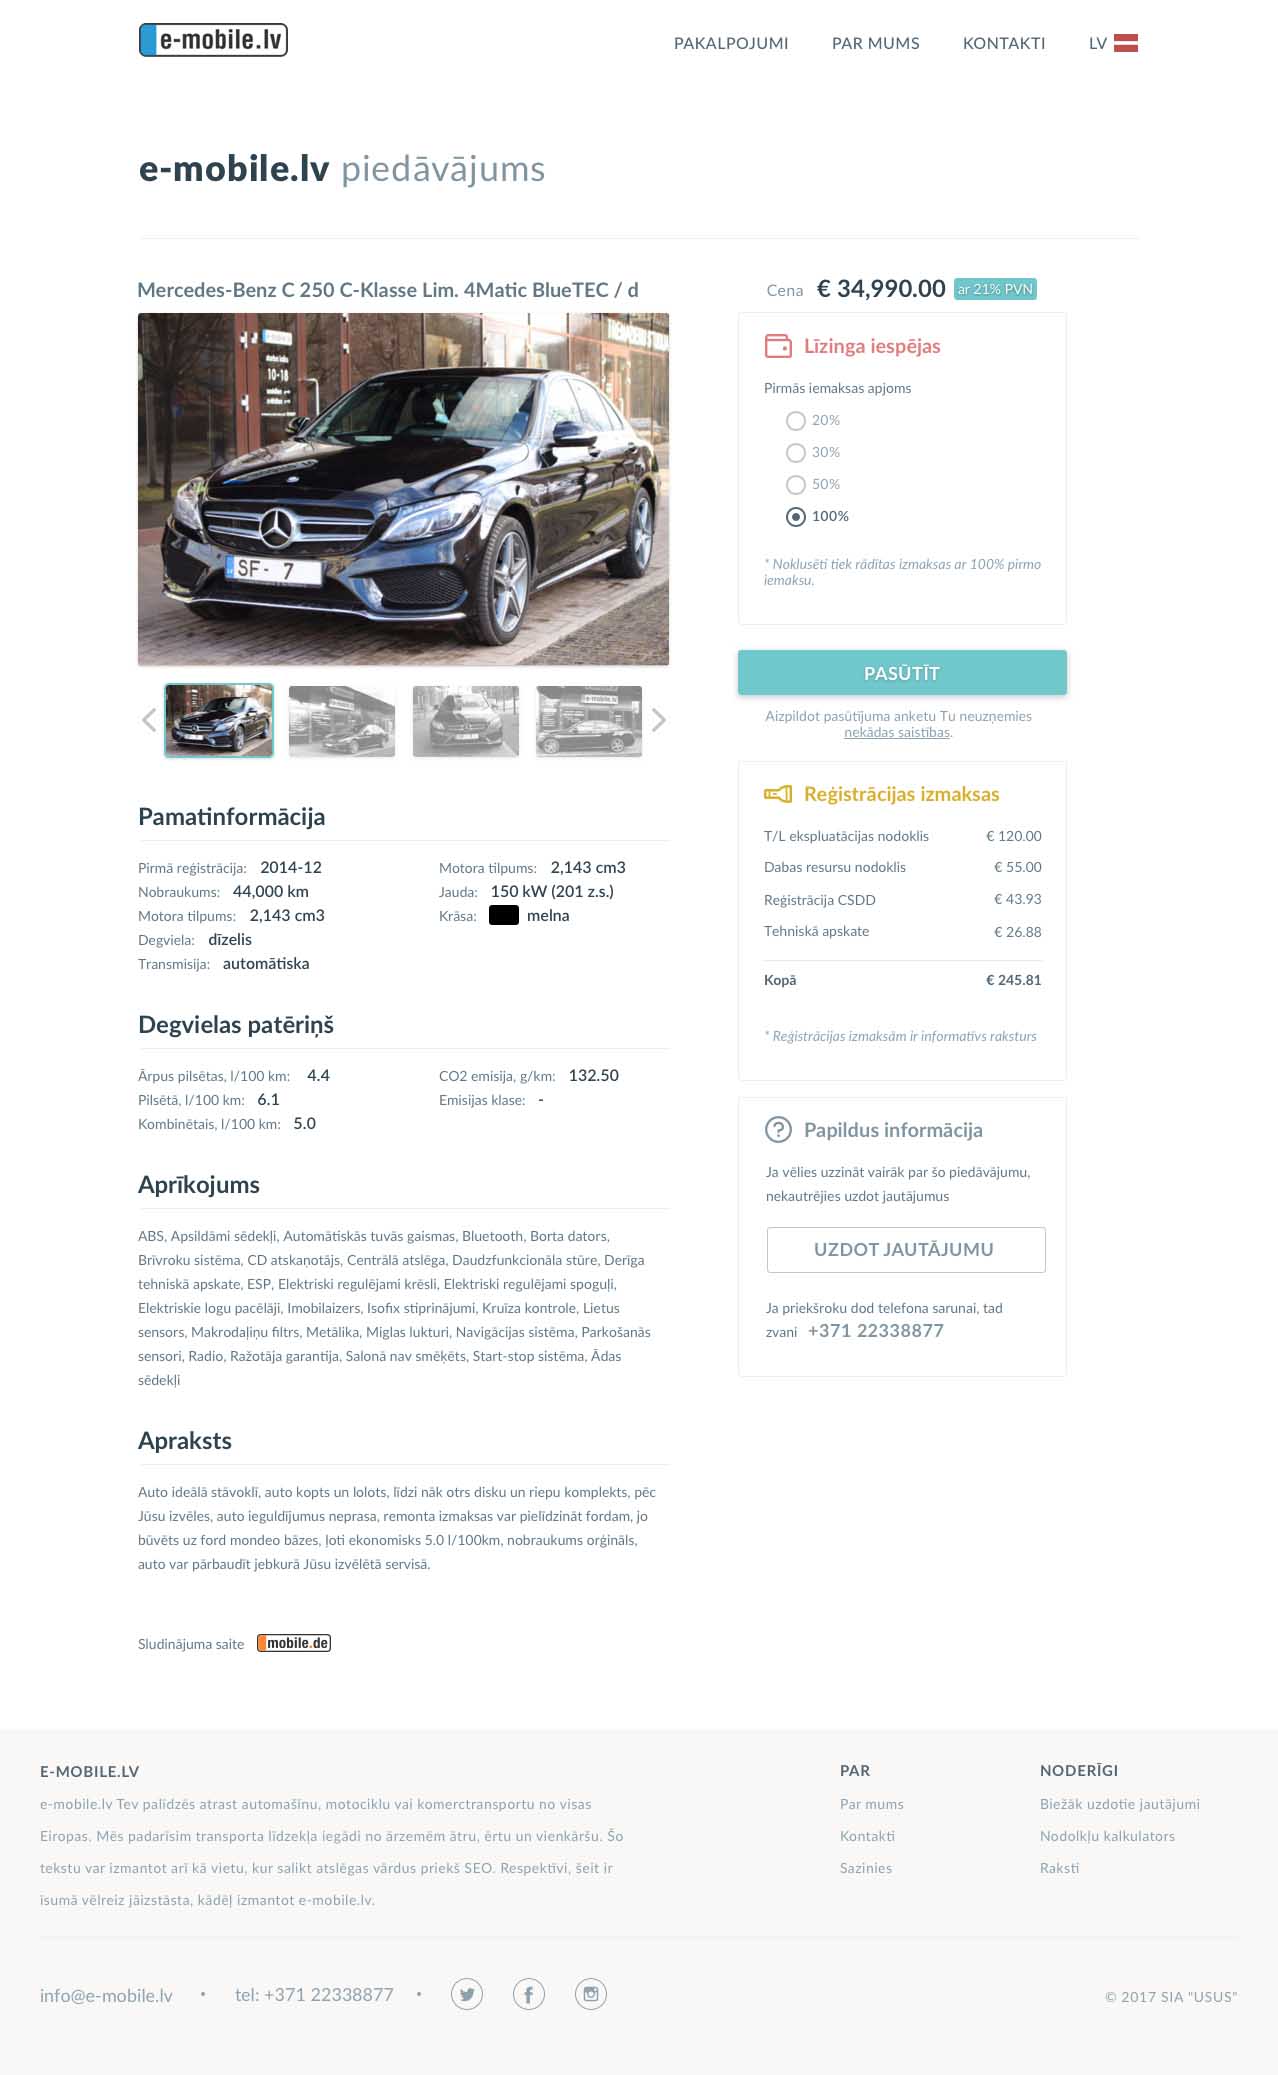 e-mobile.lv
PAKALPOJUMI
PAR MUMS
KONTAKTI
LV
e-mobile.lv piedāvājums
Mercedes-Benz C 250 C-Klasse Lim. 4Matic BlueTEC / d
10-18
SF- 7
Pamatinformācija
Pirmā reģistrācija: 2014-12
Nobraukums: 44,000 km
Motora tilpums: 2,143 cm3
Degviela: dīzelis
Transmisija: automātiska
Motora tilpums: 2,143 cm3
Jauda: 150 kW (201 z.s.)
Krāsa: melna
Degvielas patēriņš
Ārpus pilsētas, l/100 km: 4.4
Pilsētā, l/100 km: 6.1
Kombinētais, l/100 km: 5.0
CO2 emisija, g/km: 132.50
Emisijas klase: -
Aprīkojums
ABS, Apsildāmi sēdekļi, Automātiskās tuvās gaismas, Bluetooth, Borta dators,
Brīvroku sistēma, CD atskaņotājs, Centrālā atslēga, Daudzfunkcionāla stūre, Derīga
tehniskā apskate, ESP, Elektriski regulējami krēsli, Elektriski regulējami spoguļi,
Elektriskie logu pacēlāji, Imobilaizers, Isofix stiprinājumi, Kruīza kontrole, Lietus
sensors, Makrodaļiņu filtrs, Metālika, Miglas lukturi, Navigācijas sistēma, Parkošanās
sensori, Radio, Ražotāja garantija, Salonā nav smēķēts, Start-stop sistēma, Ādas
sēdekļi
Apraksts
Auto ideālā stāvoklī, auto kopts un lolots, līdzi nāk otrs disku un riepu komplekts, pēc
Jūsu izvēles, auto ieguldījumus neprasa, remonta izmaksas var pielīdzināt fordam, jo
būvēts uz ford mondeo bāzes, ļoti ekonomisks 5.0 l/100km, nobraukums orģināls,
auto var pārbaudīt jebkurā Jūsu izvēlētā servisā.
Sludinājuma saite mobile.de
Cena € 34,990.00 ar 21% PVN
Līzinga iespējas
Pirmās iemaksas apjoms
20%
30%
50%
100%
* Noklusēti tiek rādītas izmaksas ar 100% pirmo
iemaksu.
PASŪTĪT
Aizpildot pasūtījuma anketu Tu neuzņemies
nekādas saistības.
Reģistrācijas izmaksas
T/L ekspluatācijas nodoklis € 120.00
Dabas resursu nodoklis € 55.00
Reģistrācija CSDD € 43.93
Tehniskā apskate € 26.88
Kopā € 245.81
* Reģistrācijas izmaksām ir informatīvs raksturs
Papildus informācija
Ja vēlies uzzināt vairāk par šo piedāvājumu,
nekautrējies uzdot jautājumus
UZDOT JAUTĀJUMU
Ja priekšroku dod telefona sarunai, tad
zvani +371 22338877
E-MOBILE.LV
e-mobile.lv Tev palīdzēs atrast automašīnu, motociklu vai komerctransportu no visas
Eiropas. Mēs padarīsim transporta līdzekļa iegādi no ārzemēm ātru, ērtu un vienkāršu. Šo
tekstu var izmantot arī kā vietu, kur salikt atslēgas vārdus priekš SEO. Respektīvi, šeit ir
īsumā vēlreiz jāizstāsta, kādēļ izmantot e-mobile.lv.
PAR
Par mums
Kontakti
Sazinies
NODERĪGI
Biežāk uzdotie jautājumi
Nodolkļu kalkulators
Raksti
info@e-mobile.lv • tel: +371 22338877 •
© 2017 SIA "USUS"